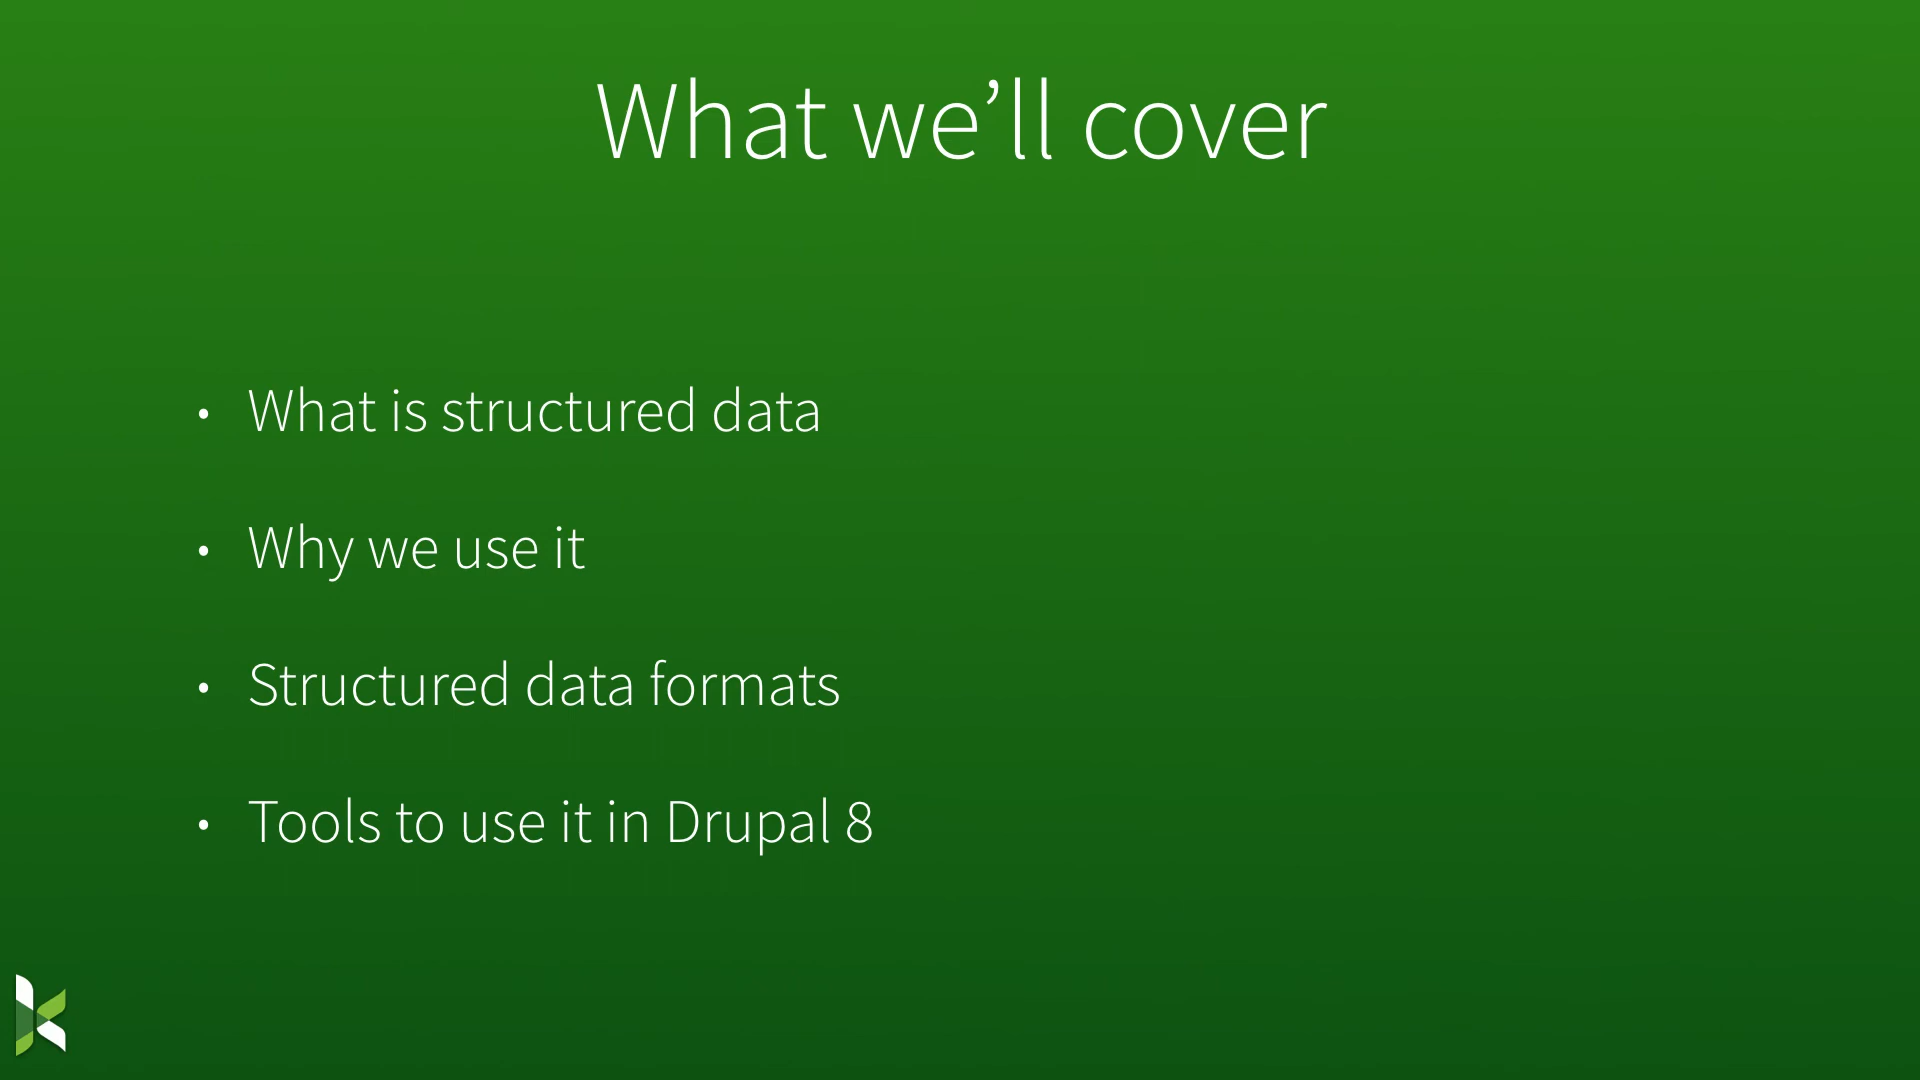 What we’ll cover
• What is structured data
• Why we use it
• Structured data formats
• Tools to use it in Drupal 8